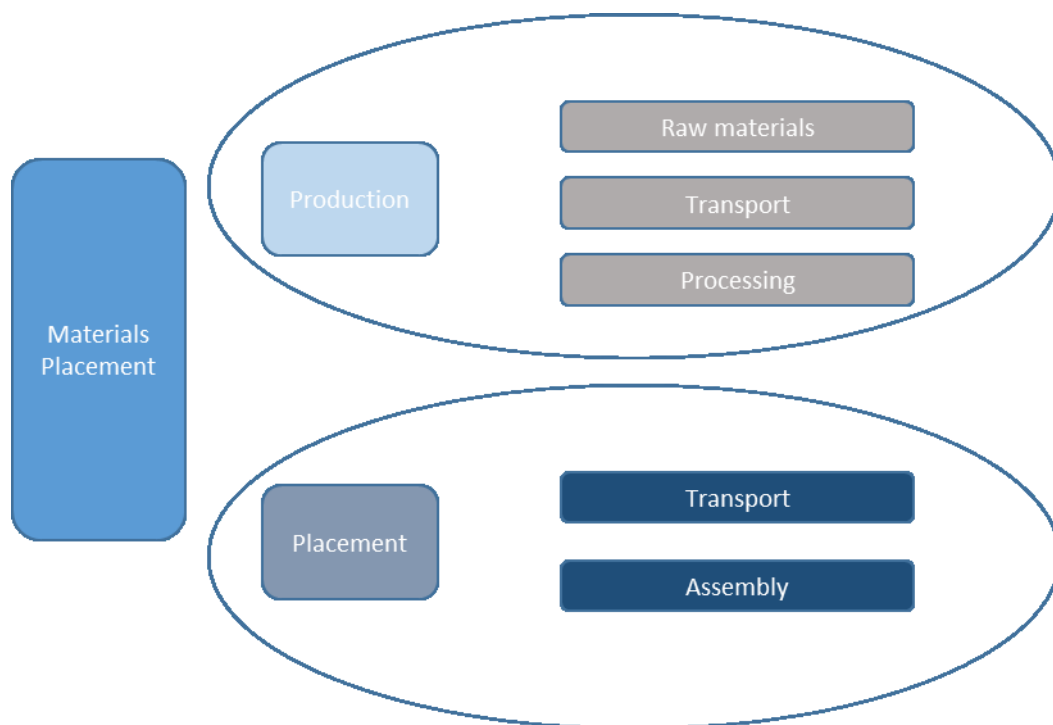 Materials
Placement
Production
Raw materials
Transport
Processing
Placement
Transport
Assembly